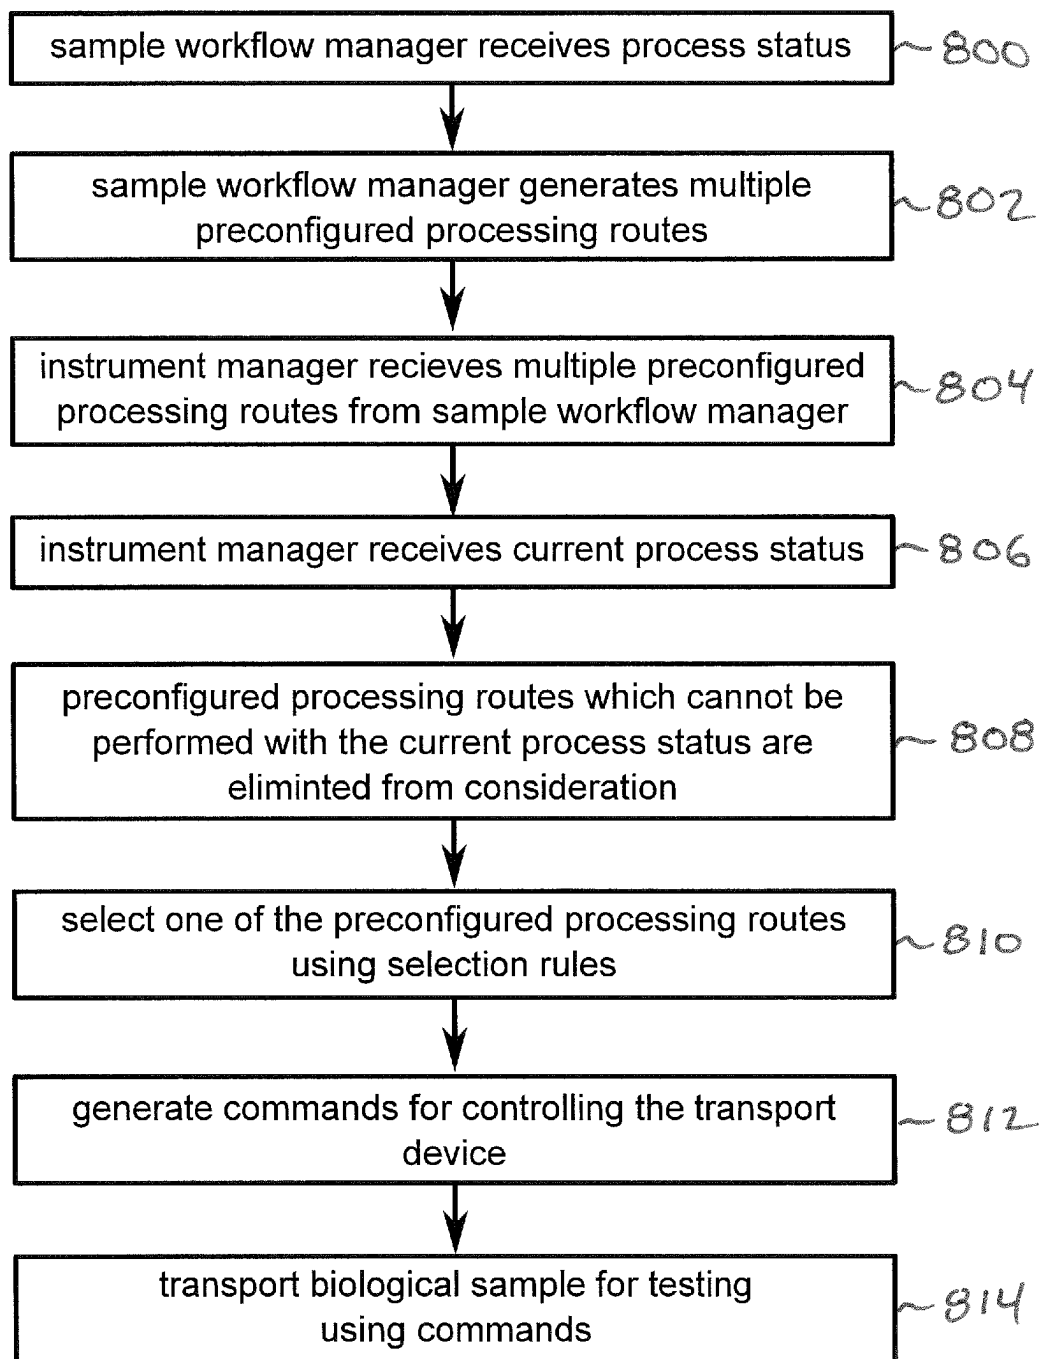 sample workflow manager receives process status
800
sample workflow manager generates multiple
preconfigured processing routes
802
instrument manager recieves multiple preconfigured
processing routes from sample workflow manager
804
instrument manager receives current process status
806
preconfigured processing routes which cannot be
performed with the current process status are
eliminted from consideration
808
select one of the preconfigured processing routes
using selection rules
810
generate commands for controlling the transport
device
812
transport biological sample for testing
using commands
814